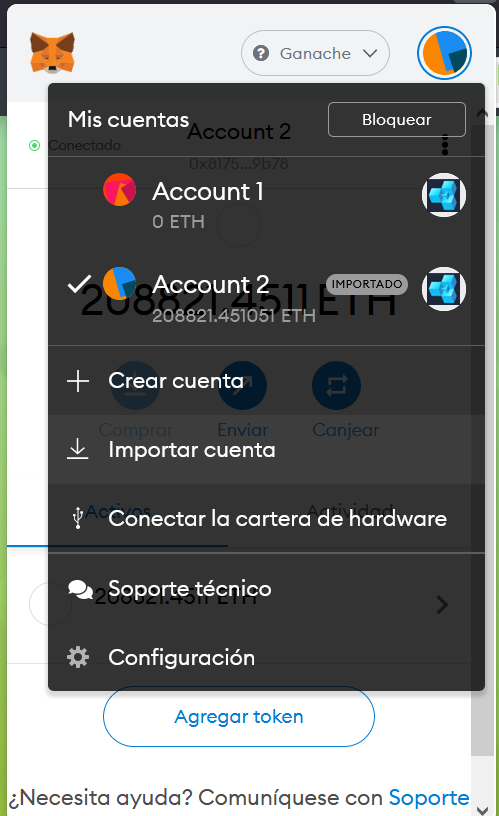 Ganache
Mis cuentas
Bloquear
Account 2
Conectado
0x8175...9b78
Account 1
0 ETH
Account 2
IMPORTADO
208821.4511 ETH
208821.451051 ETH
Crear cuenta
Comprar
Enviar
Canjear
Importar cuenta
Activos
Actividad
Conectar la cartera de hardware
Soporte técnico
208821.4511 ETH
Configuración
Agregar token
¿Necesita ayuda? Comuníquese con Soporte